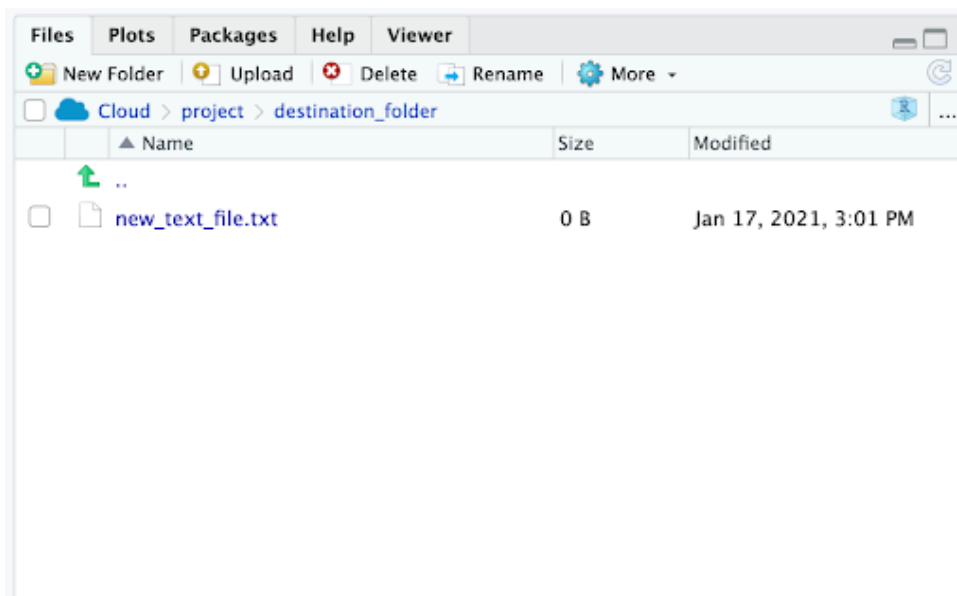 Files Plots Packages Help Viewer
New Folder Upload Delete Rename More
Cloud > project > destination_folder R ...
Name Size Modified
..
new_text_file.txt 0 B Jan 17, 2021, 3:01 PM